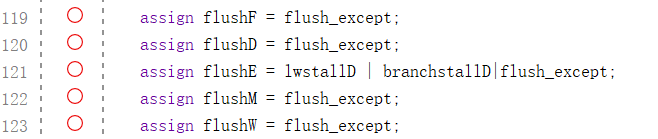 119 assign flushF = flush_except;
120 assign flushD = flush_except;
121 assign flushE = lwstallD | branchstallD|flush_except;
122 assign flushM = flush_except;
123 assign flushW = flush_except;